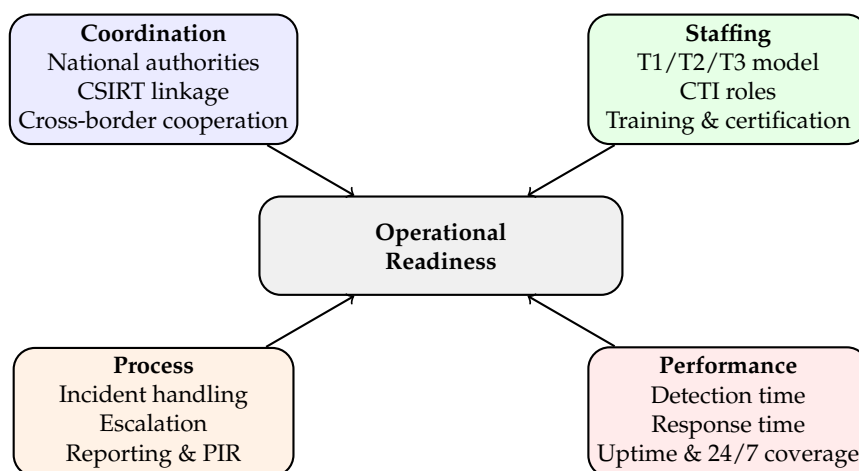 Coordination
National authorities
CSIRT linkage
Cross-border cooperation
Staffing
T1/T2/T3 model
CTI roles
Training & certification
Operational
Readiness
Process
Incident handling
Escalation
Reporting & PIR
Performance
Detection time
Response time
Uptime & 24/7 coverage